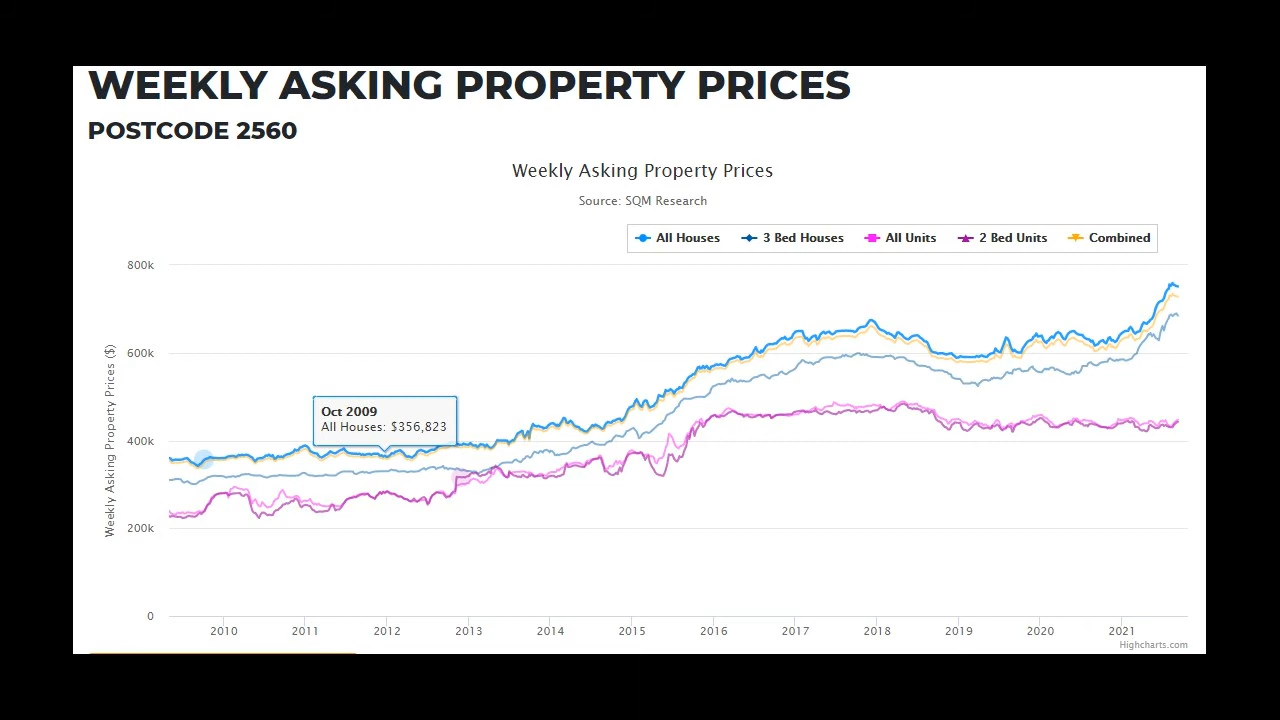 WEEKLY ASKING PROPERTY PRICES
POSTCODE 2560
Weekly Asking Property Prices
Source: SQM Research
All Houses 3 Bed Houses All Units 2 Bed Units Combined
Weekly Asking Property Prices ($)
800k
600k
400k
200k
0
Oct 2009
All Houses: $356,823
2010 2011 2012 2013 2014 2015 2016 2017 2018 2019 2020 2021
Highcharts.com